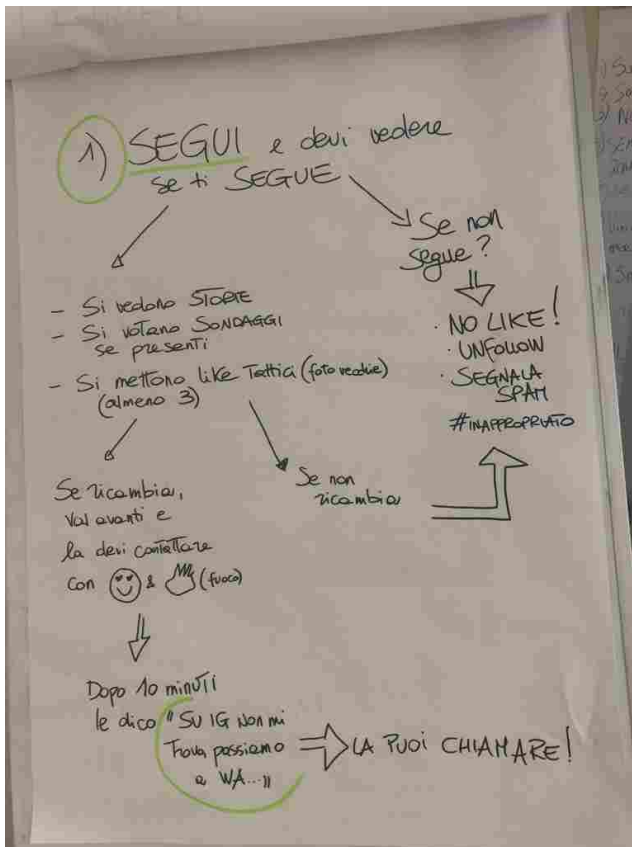 1) SEGUI e devi vedere
se ti SEGUE
Se non
segue?
- Si vedono STORIE
- Si votano SONDAGGI
se presenti
- Si mettono like Tattici (foto vecchie)
(almeno 3)
· NO LIKE!
· UNFOLLOW
· SEGNALA
SPAM
#INAPPROPRIATO
Se ricambia,
vai avanti e
la devi contattare
con & (fuoco)
Se non
ricambia
Dopo 10 minuti
le dico "SU IG NON mi
Trovo passiamo
a WA..."
LA PUOI CHIAMARE!